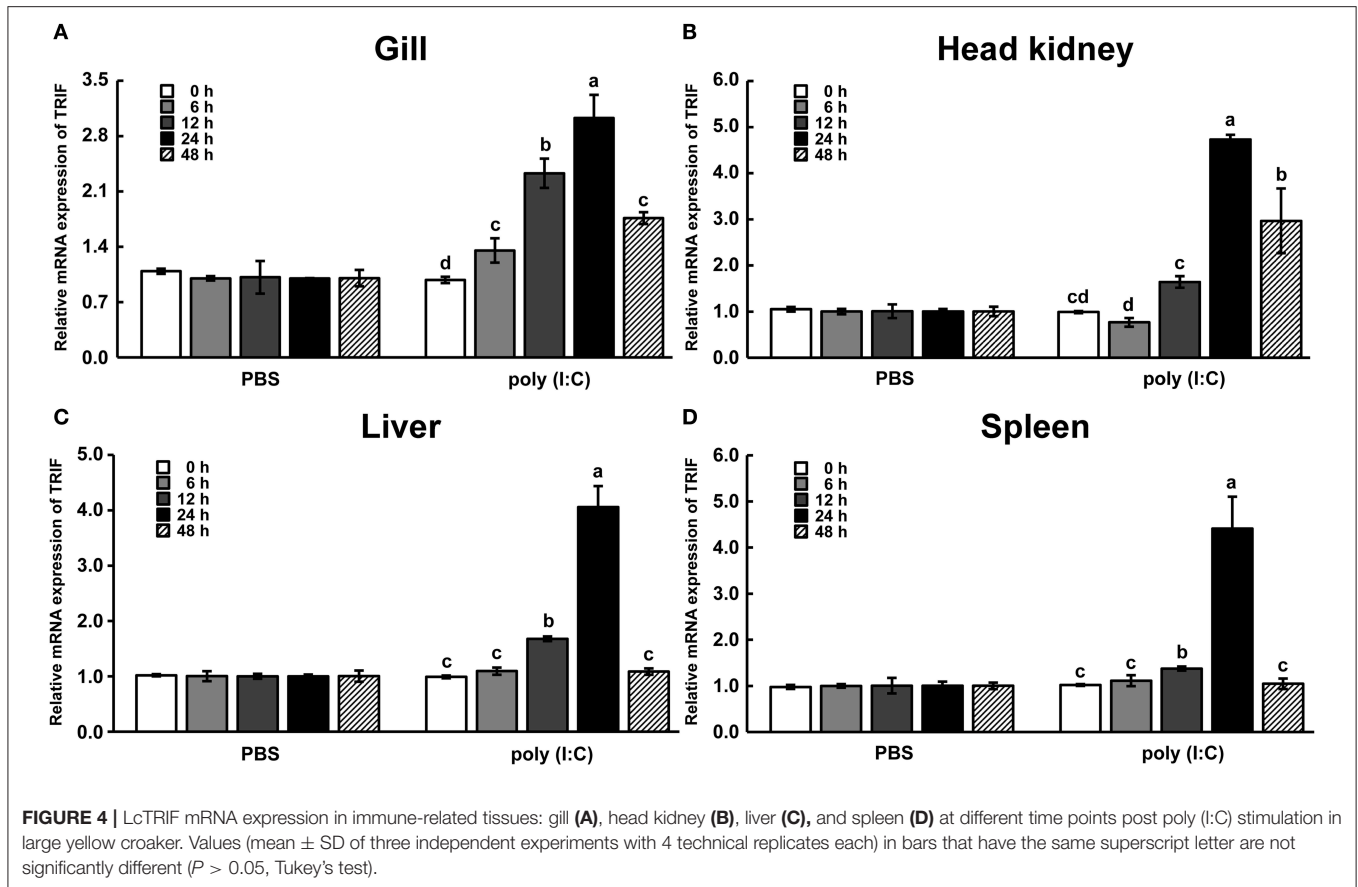 A
Gill
3.5
2.8
2.1
1.4
0.7
0.0
Relative mRNA expression of TRIF
0 h
6 h
12 h
24 h
48 h
d
c
b
a
c
PBS
poly (I:C)
B
Head kidney
6.0
5.0
4.0
3.0
2.0
1.0
0.0
Relative mRNA expression of TRIF
0 h
6 h
12 h
24 h
48 h
cd
d
c
a
b
PBS
poly (I:C)
C
Liver
5.0
4.0
3.0
2.0
1.0
0.0
Relative mRNA expression of TRIF
0 h
6 h
12 h
24 h
48 h
c
c
b
a
c
PBS
poly (I:C)
D
Spleen
6.0
5.0
4.0
3.0
2.0
1.0
0.0
Relative mRNA expression of TRIF
0 h
6 h
12 h
24 h
48 h
c
c
b
a
c
PBS
poly (I:C)
FIGURE 4 | LcTRIF mRNA expression in immune-related tissues: gill (A), head kidney (B), liver (C), and spleen (D) at different time points post poly (I:C) stimulation in
large yellow croaker. Values (mean ± SD of three independent experiments with 4 technical replicates each) in bars that have the same superscript letter are not
significantly different (P > 0.05, Tukey's test).